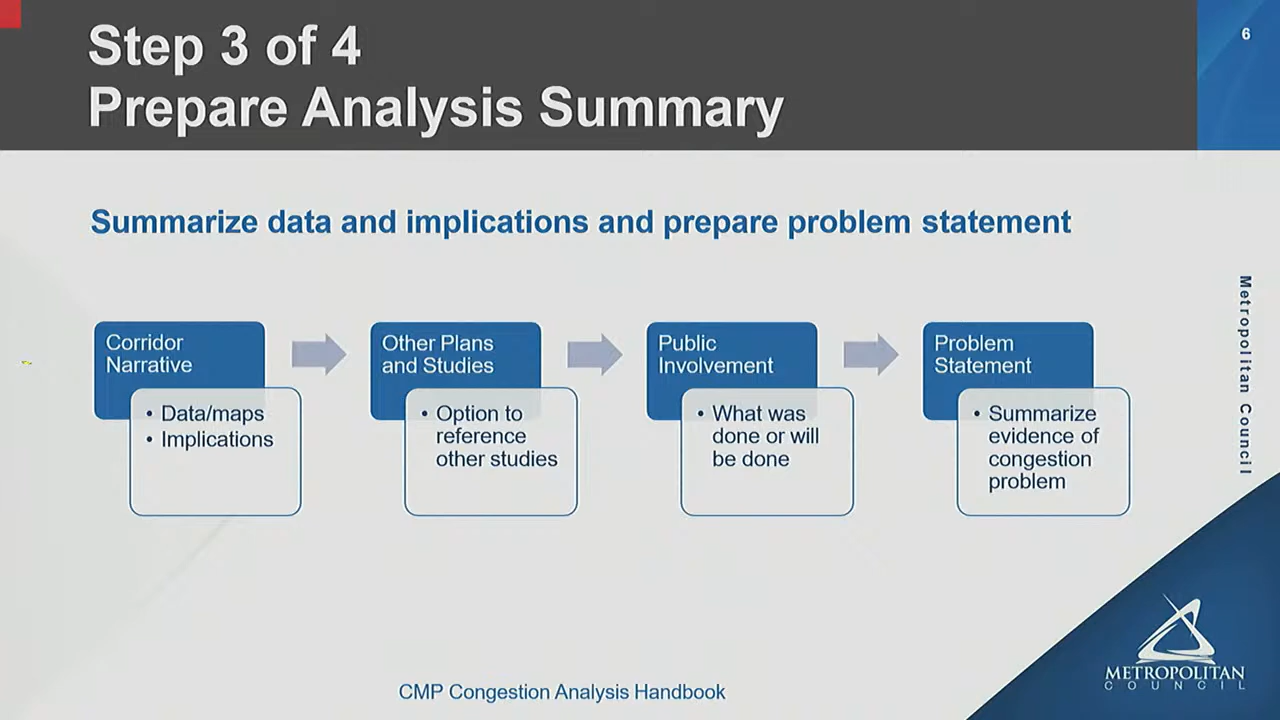 Step 3 of 4
Prepare Analysis Summary
6
Summarize data and implications and prepare problem statement
Corridor
Narrative
• Data/maps
• Implications
Other Plans
and Studies
• Option to
reference
other studies
Public
Involvement
• What was
done or will
be done
Problem
Statement
• Summarize
evidence of
congestion
problem
Metropolitan Council
METROPOLITAN
COUNCIL
CMP Congestion Analysis Handbook